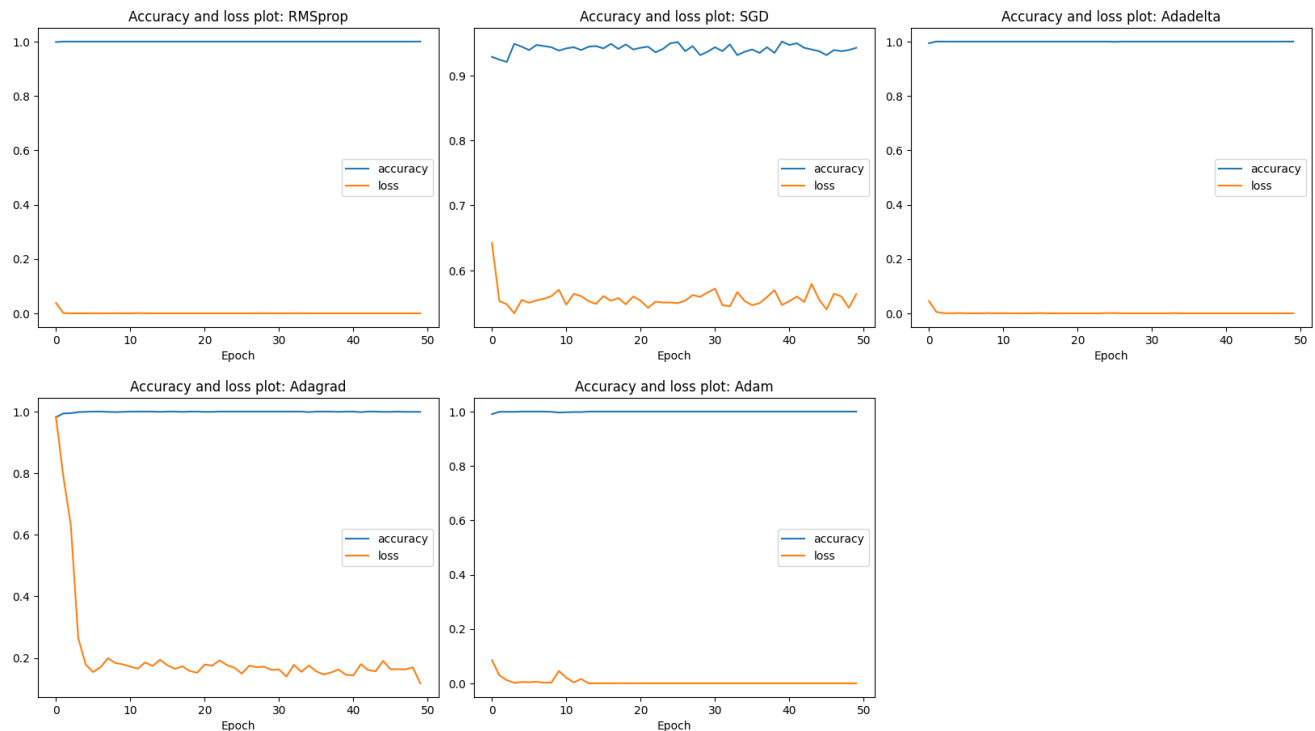 Accuracy and loss plot: RMSprop
1.0
0.8
0.6
0.4
0.2
0.0
accuracy
loss
0 10 20 30 40 50
Epoch
Accuracy and loss plot: SGD
0.9
0.8
0.7
0.6
accuracy
loss
0 10 20 30 40 50
Epoch
Accuracy and loss plot: Adadelta
1.0
0.8
0.6
0.4
0.2
0.0
accuracy
loss
0 10 20 30 40 50
Epoch
Accuracy and loss plot: Adagrad
1.0
0.8
0.6
0.4
0.2
accuracy
loss
0 10 20 30 40 50
Epoch
Accuracy and loss plot: Adam
1.0
0.8
0.6
0.4
0.2
0.0
accuracy
loss
0 10 20 30 40 50
Epoch